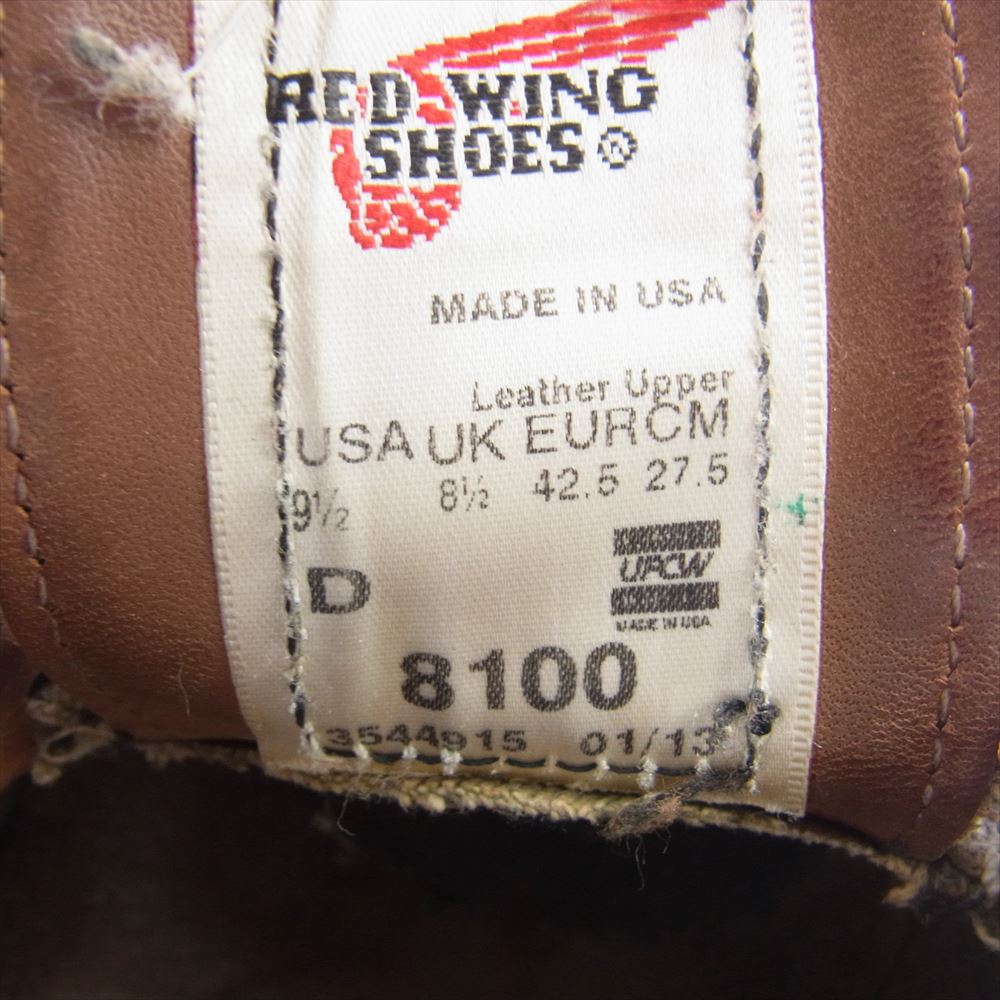 RED WING
SHOES ®
MADE IN USA
Leather Upper
USA UK EUR CM
9½ 8½ 42.5 27.5
D
UFCW
MADE IN USA
8100
3544915 01/13